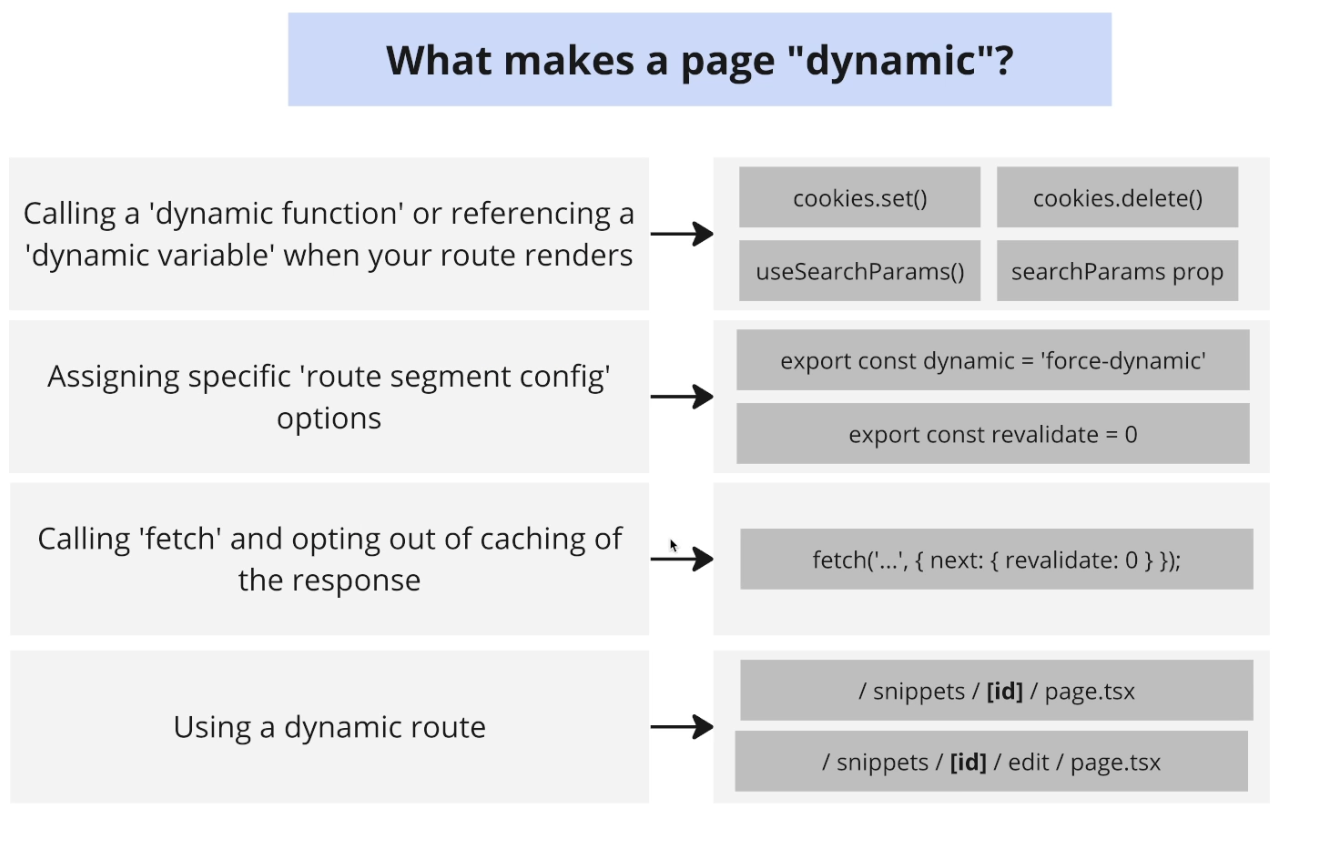 What makes a page "dynamic"?
Calling a 'dynamic function' or referencing a
'dynamic variable' when your route renders
cookies.set()
cookies.delete()
useSearchParams()
searchParams prop
Assigning specific 'route segment config'
options
export const dynamic = 'force-dynamic'
export const revalidate = 0
Calling 'fetch' and opting out of caching of
the response
fetch('...', { next: { revalidate: 0 } });
Using a dynamic route
/ snippets / [id] / page.tsx
/ snippets / [id] / edit / page.tsx